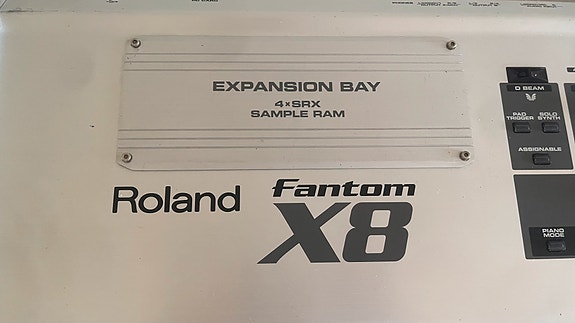 EXPANSION BAY
4×SRX
SAMPLE RAM
Roland
Fantom
X8
D BEAM
PAD TRIGGER
SOLO SYNTH
ASSIGNABLE
PIANO MODE